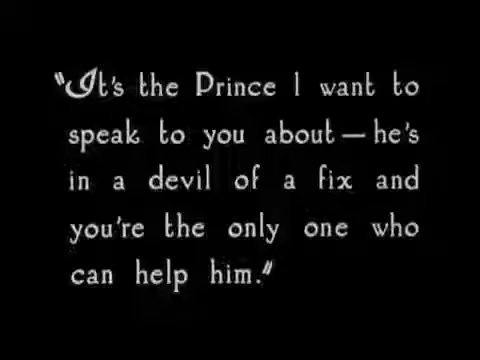 "It's the Prince I want to
speak to you about — he's
in a devil of a fix and
you're the only one who
can help him."